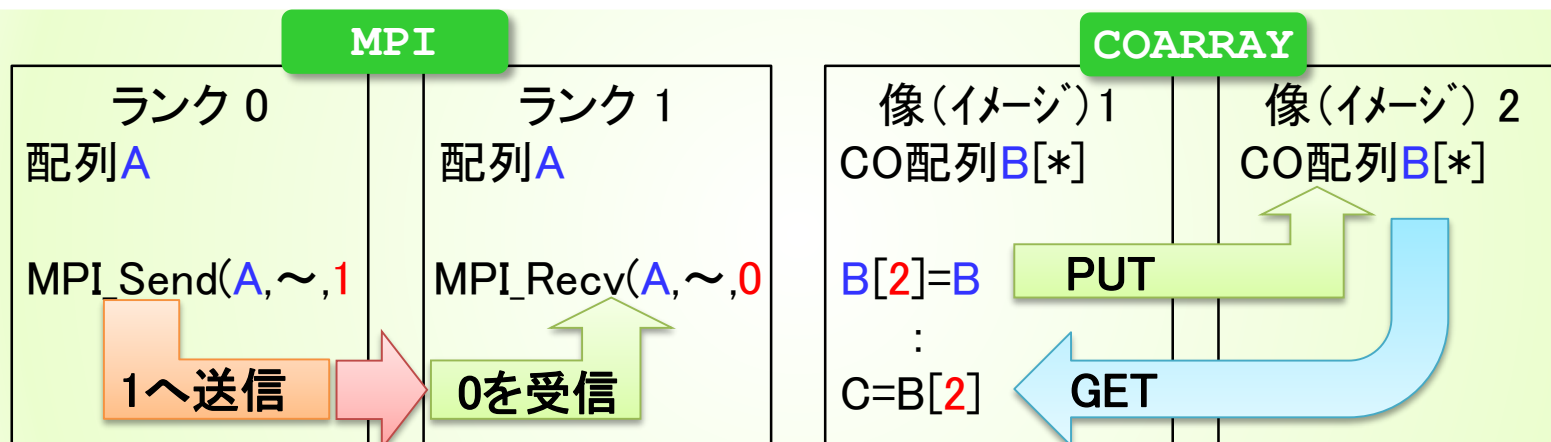 MPI
ランク 0
配列A
MPI_Send(A,～,1
1へ送信
ランク 1
配列A
MPI_Recv(A,～,0
0を受信
COARRAY
像(イメージ)1
CO配列B[*]
B[2]=B
:
C=B[2]
像(イメージ) 2
CO配列B[*]
PUT
GET